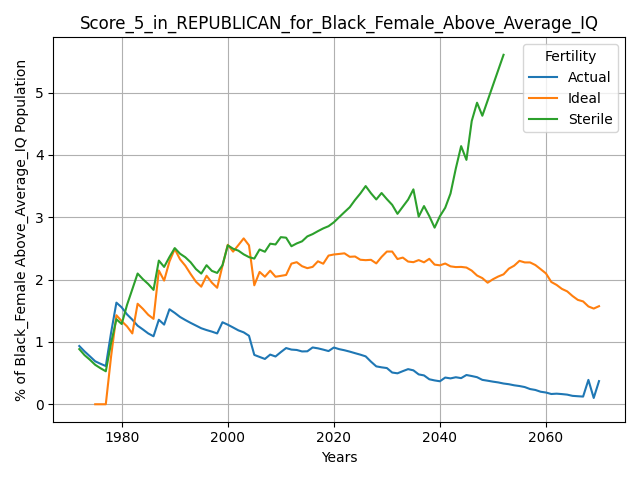 Score_5_in_REPUBLICAN_for_Black_Female_Above_Average_IQ
% of Black_Female Above_Average_IQ Population
Fertility
Actual
Ideal
Sterile
5
4
3
2
1
0
1980
2000
2020
2040
2060
Years